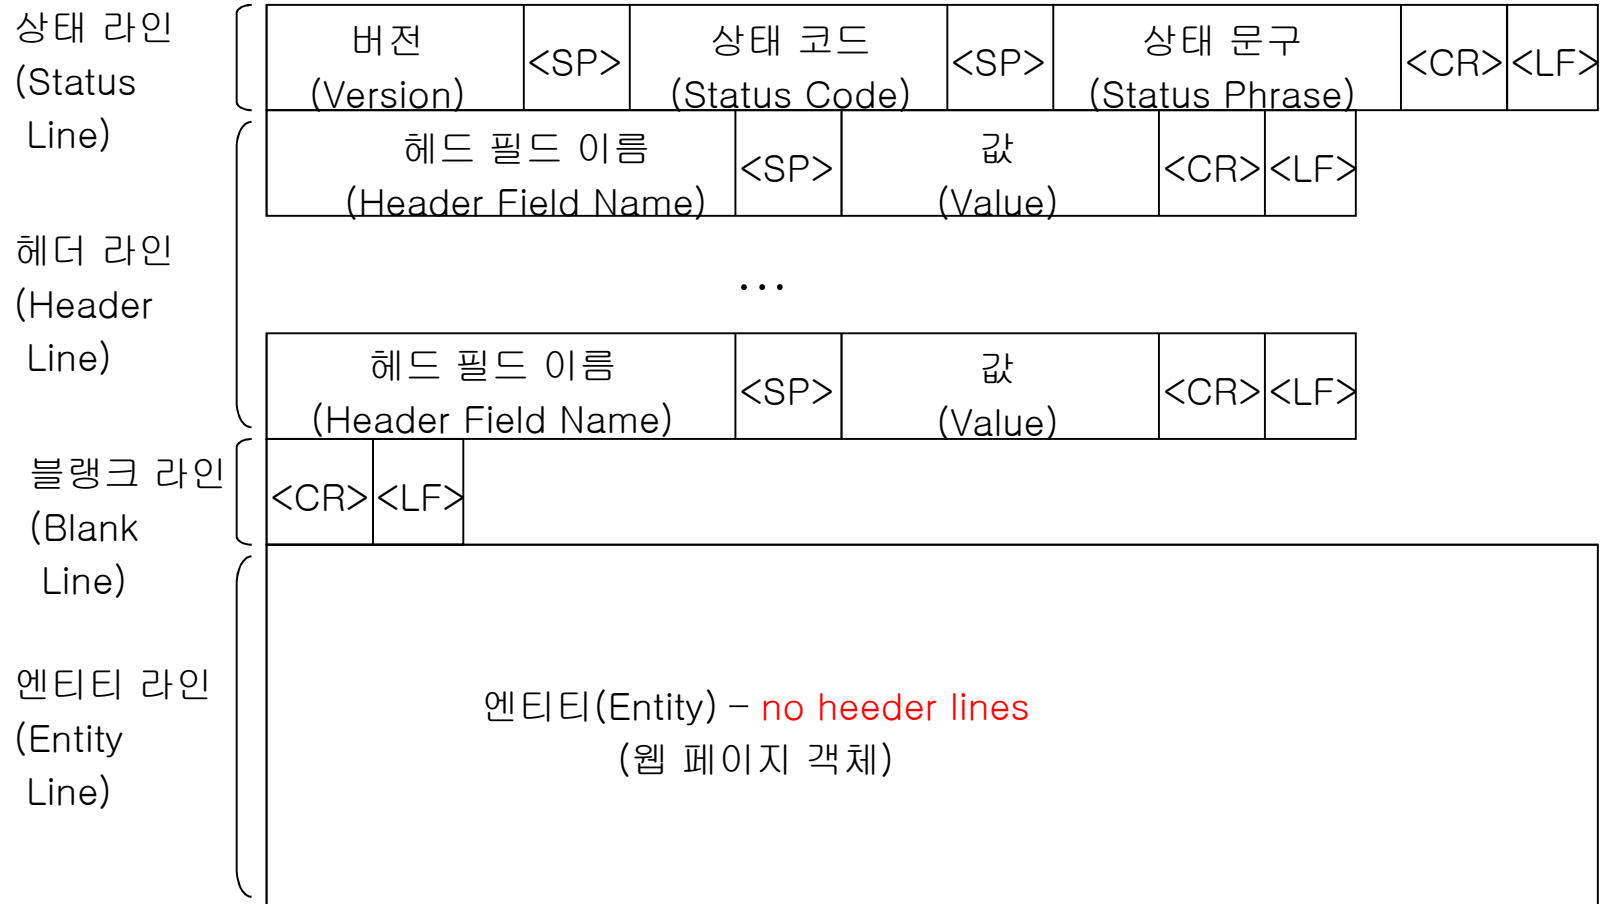 상태 라인
(Status
Line)
버전
(Version)
<SP>
상태 코드
(Status Code)
<SP>
상태 문구
(Status Phrase)
<CR>
<LF>
헤더 라인
(Header
Line)
헤드 필드 이름
(Header Field Name)
<SP>
값
(Value)
<CR>
<LF>
...
헤드 필드 이름
(Header Field Name)
<SP>
값
(Value)
<CR>
<LF>
블랭크 라인
(Blank
Line)
<CR>
<LF>
엔티티 라인
(Entity
Line)
엔티티(Entity) – no heeder lines
(웹 페이지 객체)